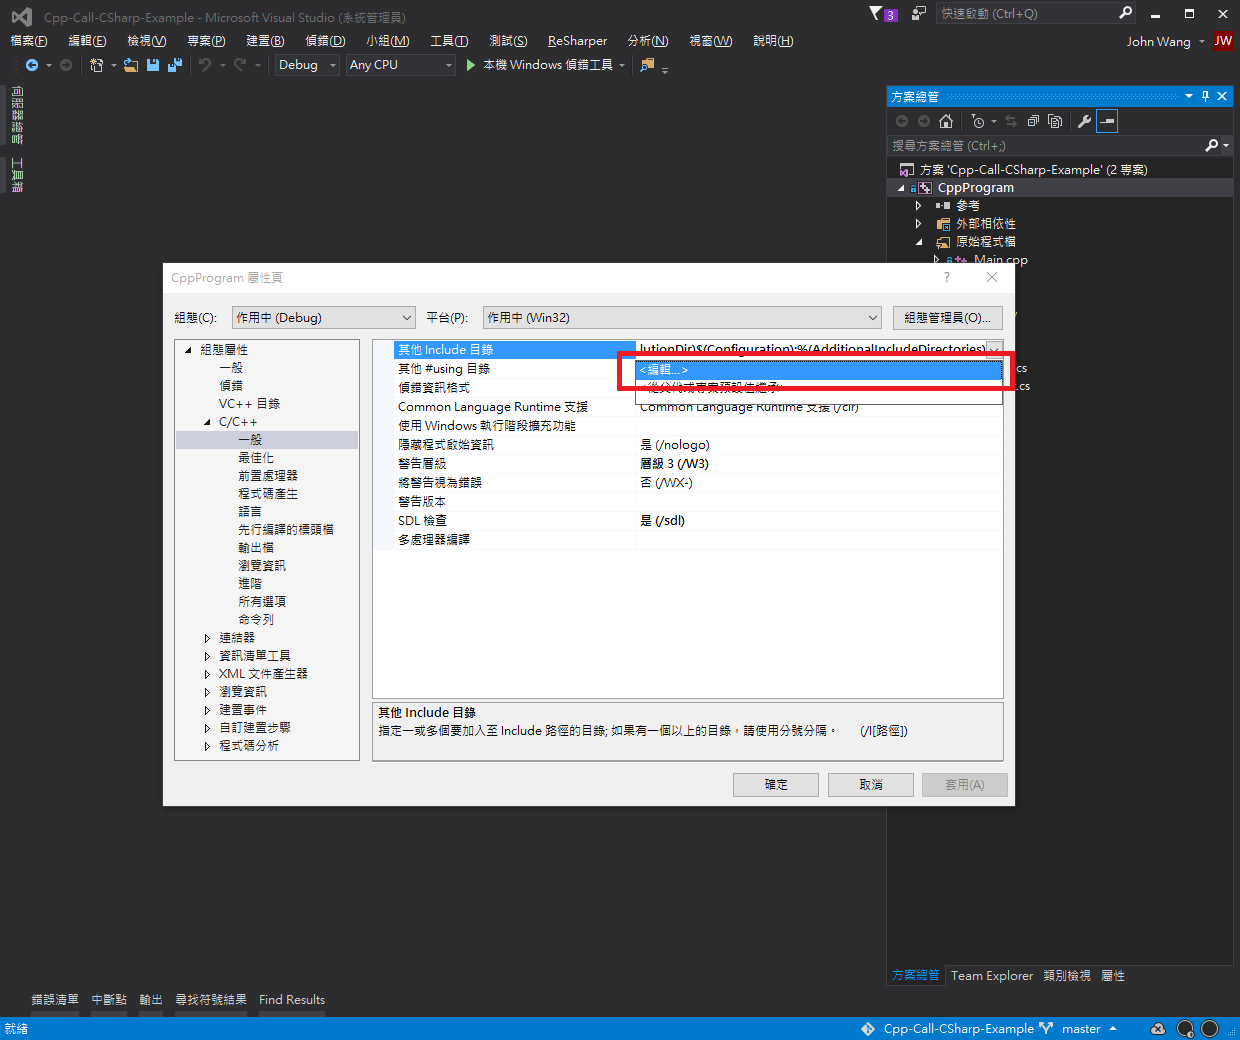 Cpp-Call-CSharp-Example - Microsoft Visual Studio (系統管理員)
3
快速啟動 (Ctrl+Q)
檔案(F) 編輯(E) 檢視(V) 專案(P) 建置(B) 偵錯(D) 小組(M) 工具(T) 測試(S) ReSharper 分析(N) 視窗(W) 說明(H)
John Wang JW
Debug Any CPU 本機 Windows 偵錯工具
伺服器總管
工具箱
方案總管
搜尋方案總管 (Ctrl+;)
方案 'Cpp-Call-CSharp-Example' (2 專案)
CppProgram
參考
外部相依性
原始程式檔
Main.cpp
cs
.cs
CppProgram 屬性頁
?
組態(C): 作用中 (Debug) 平台(P): 作用中 (Win32) 組態管理員(O)...
組態屬性
一般
偵錯
VC++ 目錄
C/C++
一般
最佳化
前置處理器
程式碼產生
語言
先行編譯的標頭檔
輸出檔
瀏覽資訊
進階
所有選項
命令列
連結器
資訊清單工具
XML 文件產生器
瀏覽資訊
建置事件
自訂建置步驟
程式碼分析
其他 Include 目錄 lutionDir)$(Configuration);%(AdditionalIncludeDirectories)
<編輯...>
其他 #using 目錄
<從父代或專案預設值繼承>
偵錯資訊格式
Common Language Runtime 支援 Common Language Runtime 支援 (/clr)
使用 Windows 執行階段擴充功能
隱藏程式啟始資訊 是 (/nologo)
警告層級 層級 3 (/W3)
將警告視為錯誤 否 (/WX-)
警告版本
SDL 檢查 是 (/sdl)
多處理器編譯
其他 Include 目錄
指定一或多個要加入至 Include 路徑的目錄; 如果有一個以上的目錄，請使用分號分隔。 (/I[路徑])
確定 取消 套用(A)
方案總管 Team Explorer 類別檢視 屬性
錯誤清單 中斷點 輸出 尋找符號結果 Find Results
就緒
Cpp-Call-CSharp-Example master